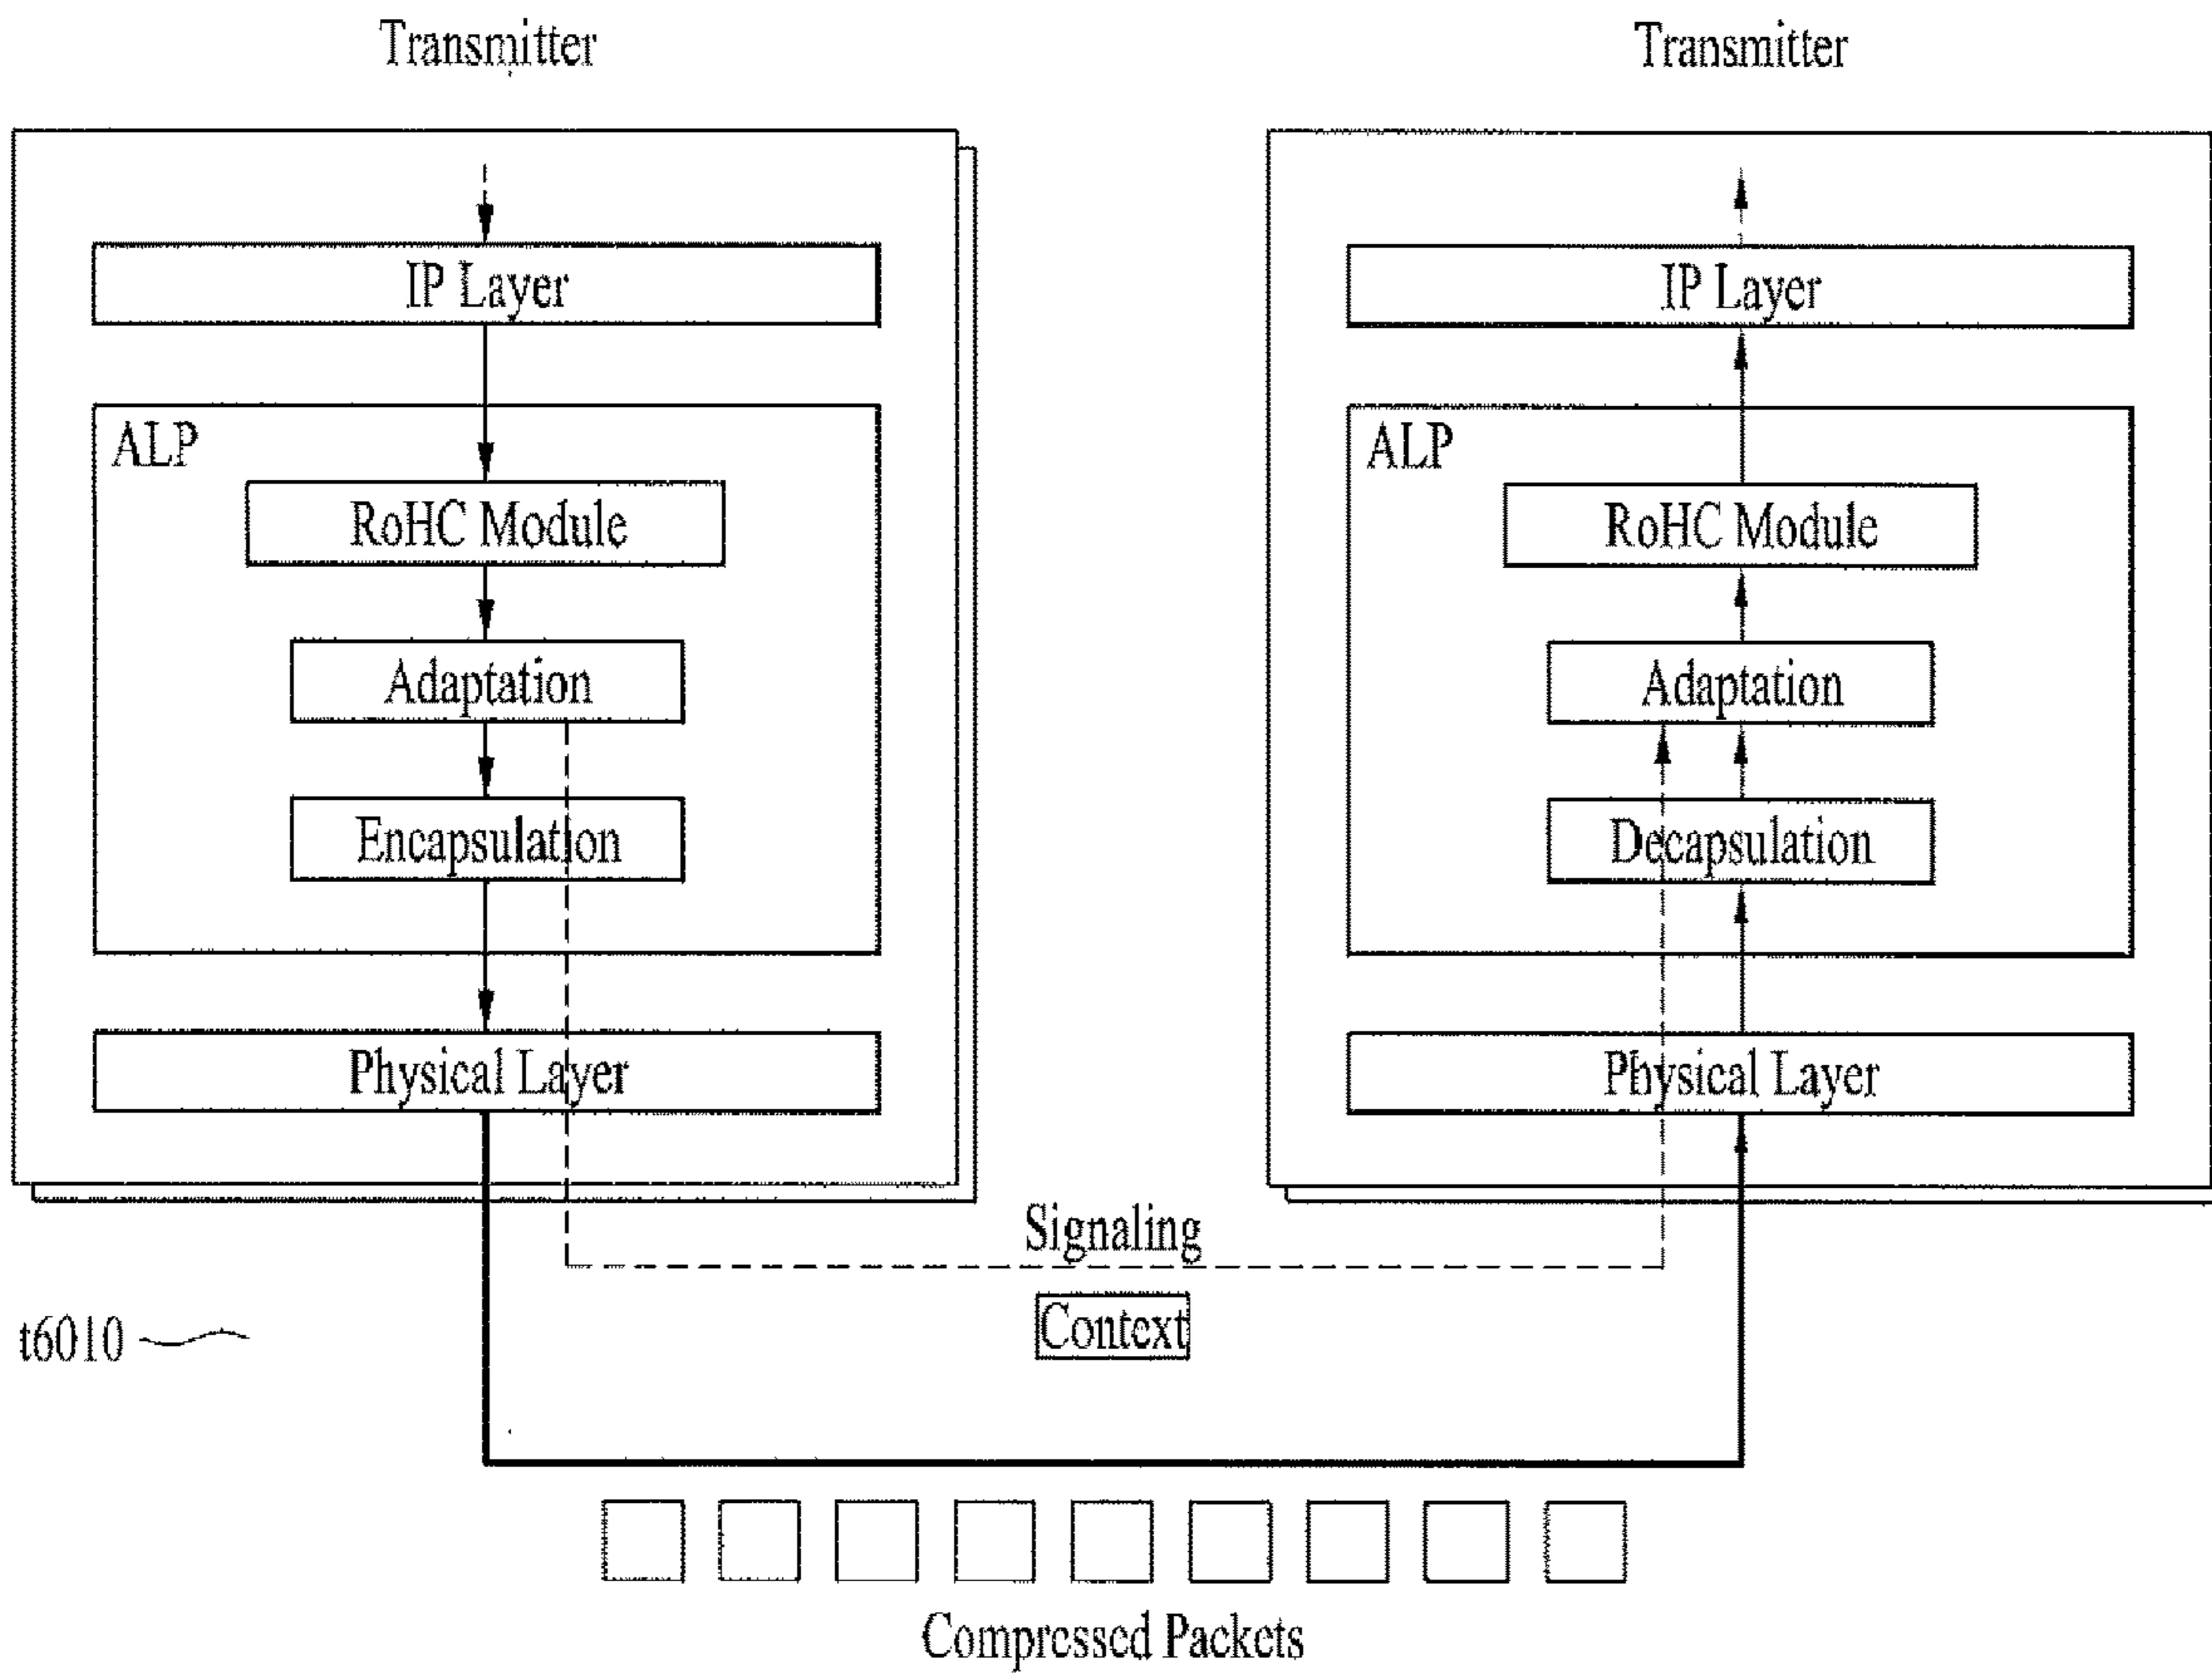 Transmitter
IP Layer
ALP
RoHC Module
Adaptation
Encapsulation
Physical Layer
Transmitter
IP Layer
ALP
RoHC Module
Adaptation
Decapsulation
Physical Layer
Signaling
Context
t6010
Compressed Packets